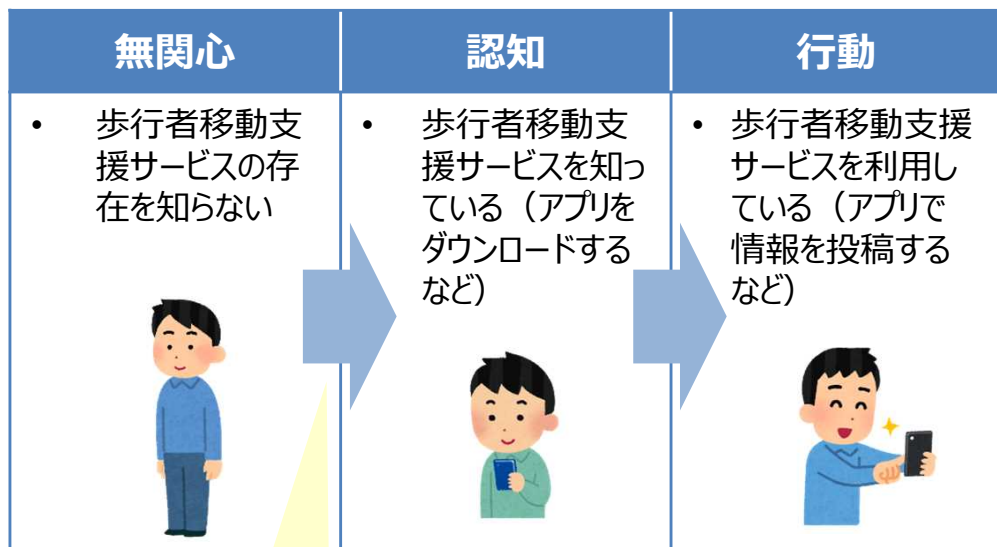 無関心
• 歩行者移動支
援サービスの存
在を知らない
認知
• 歩行者移動支
援サービスを知っ
ている（アプリを
ダウンロードする
など）
行動
• 歩行者移動支援
サービスを利用し
ている（アプリで
情報を投稿する
など）